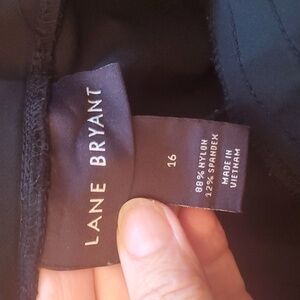 LANE BRYANT
16
88% NYLON
12% SPANDEX
MADE IN
VIETNAM